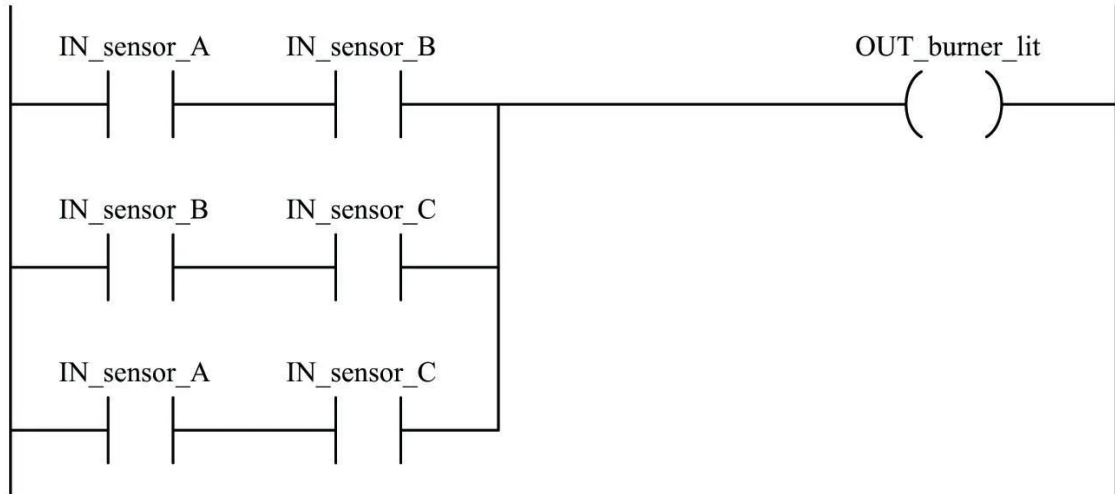 IN_sensor_A IN_sensor_B OUT_burner_lit
IN_sensor_B IN_sensor_C
IN_sensor_A IN_sensor_C